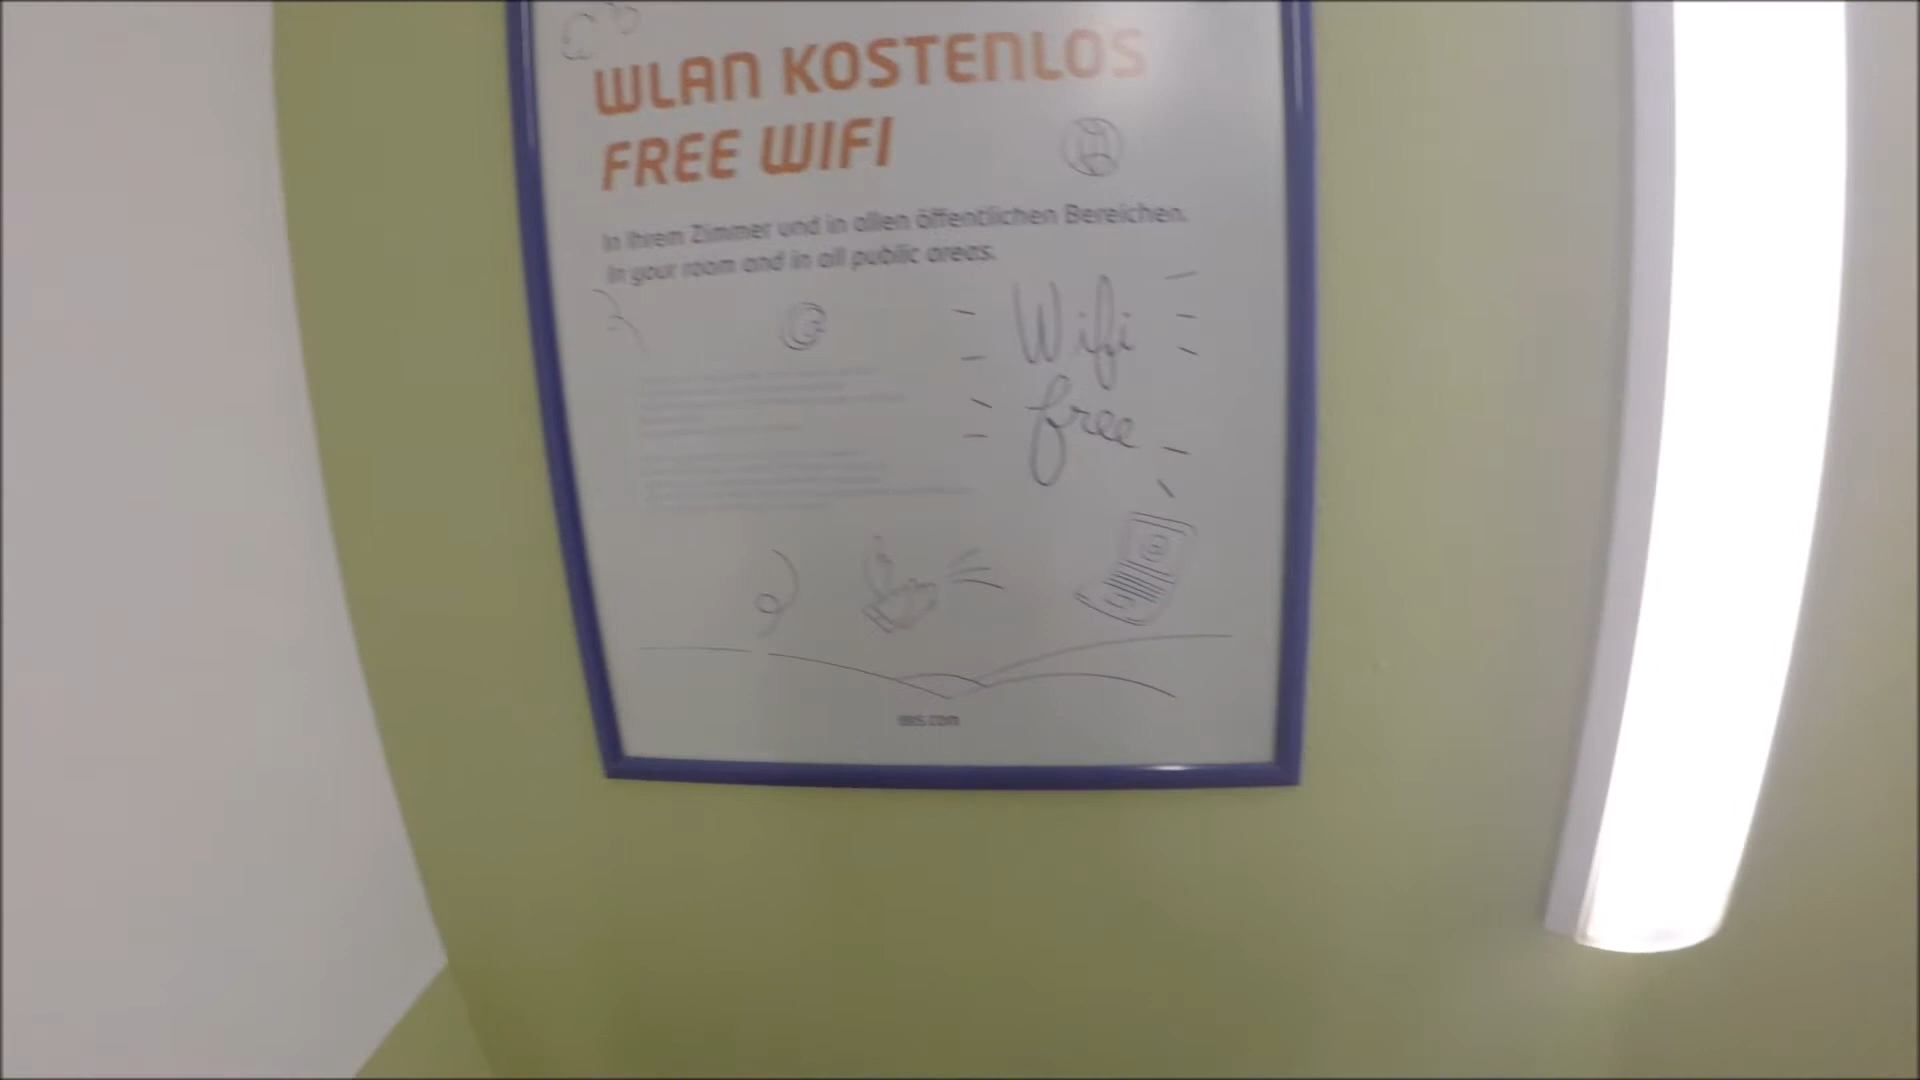 WLAN KOSTENLOS
FREE WIFI
In Ihrem Zimmer und in allen öffentlichen Bereichen.
In your room and in all public areas.
Wifi
free